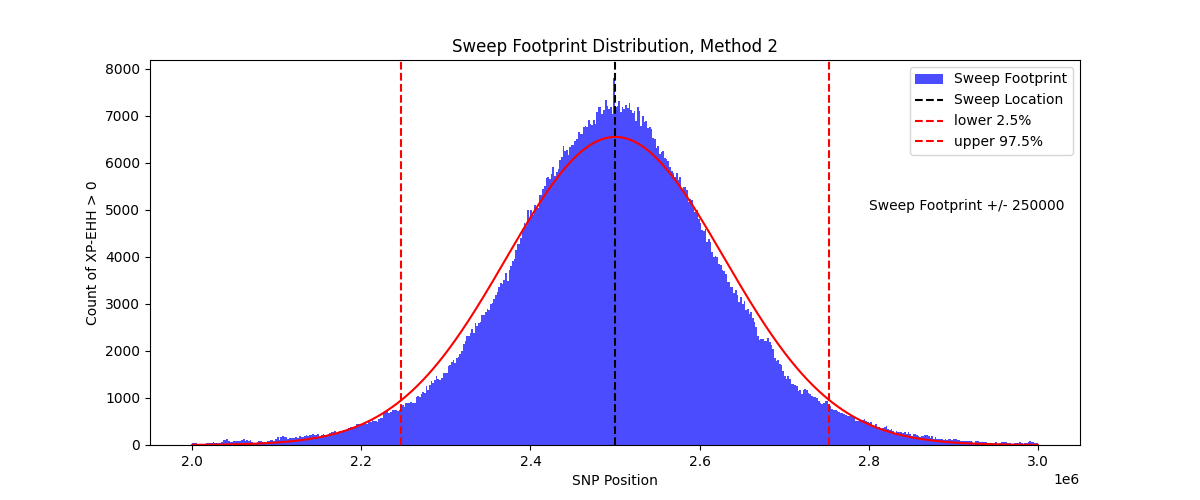 Sweep Footprint Distribution, Method 2
Count of XP-EHH > 0
8000
7000
6000
5000
4000
3000
2000
1000
0
Sweep Footprint
Sweep Location
lower 2.5%
upper 97.5%
Sweep Footprint +/- 250000
2.0
2.2
2.4
2.6
2.8
3.0
1e6
SNP Position